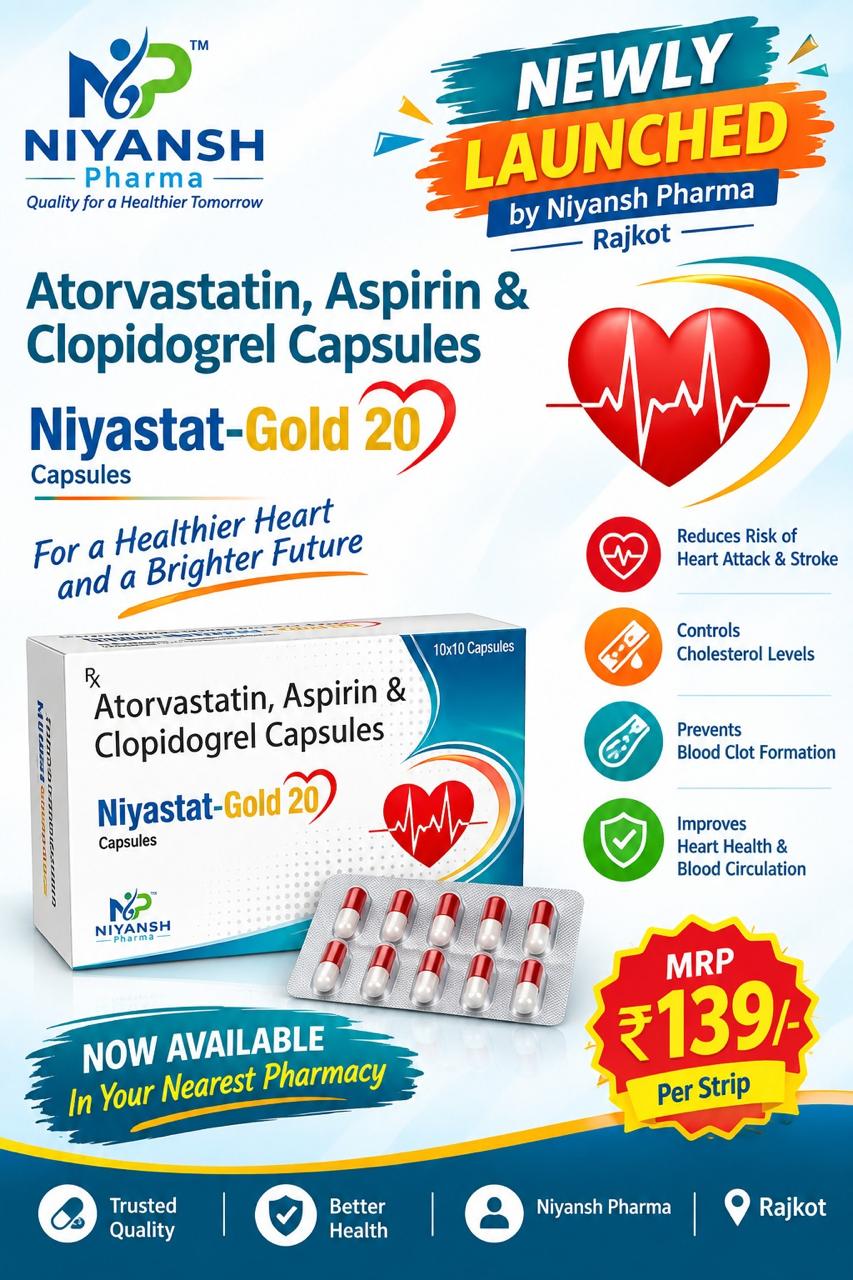 NIYANSH
Pharma
Quality for a Healthier Tomorrow
TM
NEWLY
LAUNCHED
by Niyansh Pharma
Rajkot
Atorvastatin, Aspirin &
Clopidogrel Capsules
Niyastat-Gold 20
Capsules
For a Healthier Heart
and a Brighter Future
Reduces Risk of
Heart Attack & Stroke
Controls
Cholesterol Levels
Prevents
Blood Clot Formation
Improves
Heart Health &
Blood Circulation
10x10 Capsules
Rx
Atorvastatin, Aspirin &
Clopidogrel Capsules
Niyastat-Gold 20
Capsules
NIYANSH
Pharma
MRP
₹139/-
Per Strip
NOW AVAILABLE
In Your Nearest Pharmacy
Trusted
Quality
Better
Health
Niyansh Pharma
Rajkot